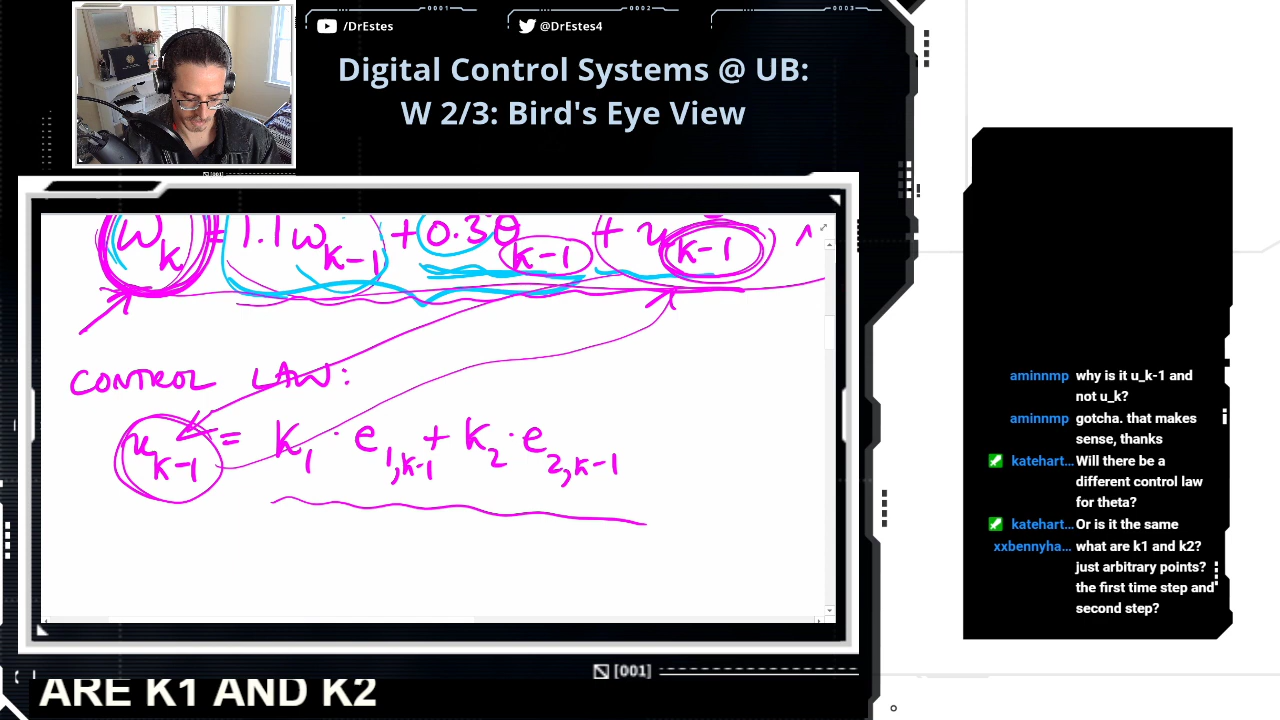 0001
0002
0003
/DrEstes
@DrEstes4
Digital Control Systems @ UB:
W 2/3: Bird's Eye View
[001]
ω_k = 1.1ω_k-1 + 0.3θ_k-1 + u_k-1,
CONTROL LAW:
u_k-1 = K_1 · e_1,k-1 + K_2 · e_2,k-1
aminnmp why is it u_k-1 and
not u_k?
aminnmp gotcha. that makes
sense, thanks
katehart... Will there be a
different control law
for theta?
katehart... Or is it the same
xxbennyha... what are k1 and k2?
just arbitrary points?
the first time step and
second step?
[001]
ARE K1 AND K2